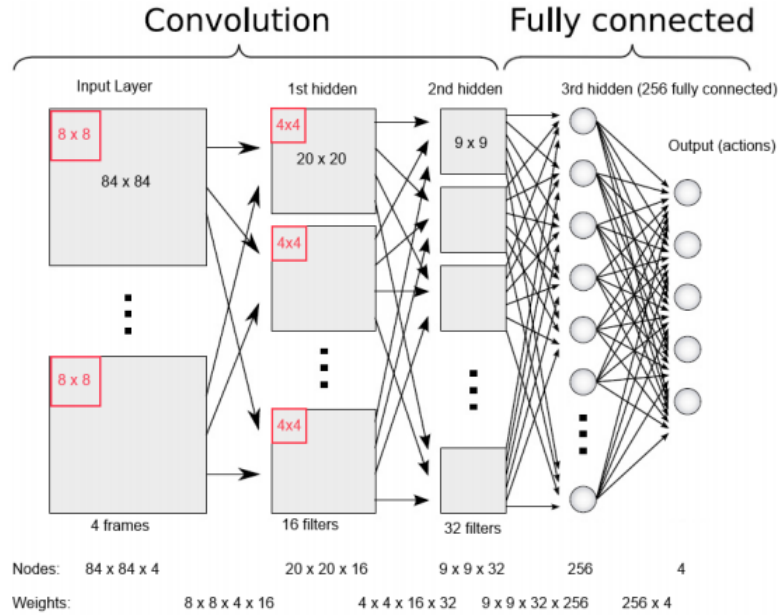 Convolution
Fully connected
Input Layer
1st hidden
2nd hidden
3rd hidden (256 fully connected)
Output (actions)
8 x 8
84 x 84
4x4
20 x 20
9 x 9
4x4
8 x 8
4x4
4 frames
16 filters
32 filters
Nodes: 84 x 84 x 4 20 x 20 x 16 9 x 9 x 32 256 4
Weights: 8 x 8 x 4 x 16 4 x 4 x 16 x 32 9 x 9 x 32 x 256 256 x 4